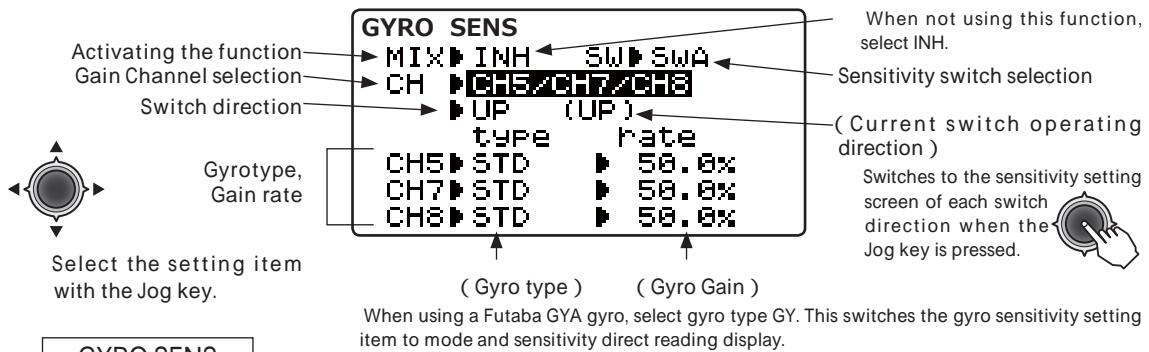 GYRO SENS
MIX INH SW SwA
CH CH5/CH7/CH8
UP (UP)
type rate
CH5 STD 50.0%
CH7 STD 50.0%
CH8 STD 50.0%
Activating the function
Gain Channel selection
Switch direction
Gyrotype,
Gain rate
When not using this function,
select INH.
Sensitivity switch selection
(Current switch operating
direction)
Switches to the sensitivity setting
screen of each switch
direction when the
Jog key is pressed.
Select the setting item
with the Jog key.
(Gyro type) (Gyro Gain)
When using a Futaba GYA gyro, select gyro type GY. This switches the gyro sensitivity setting
item to mode and sensitivity direct reading display.
GYRO SENS